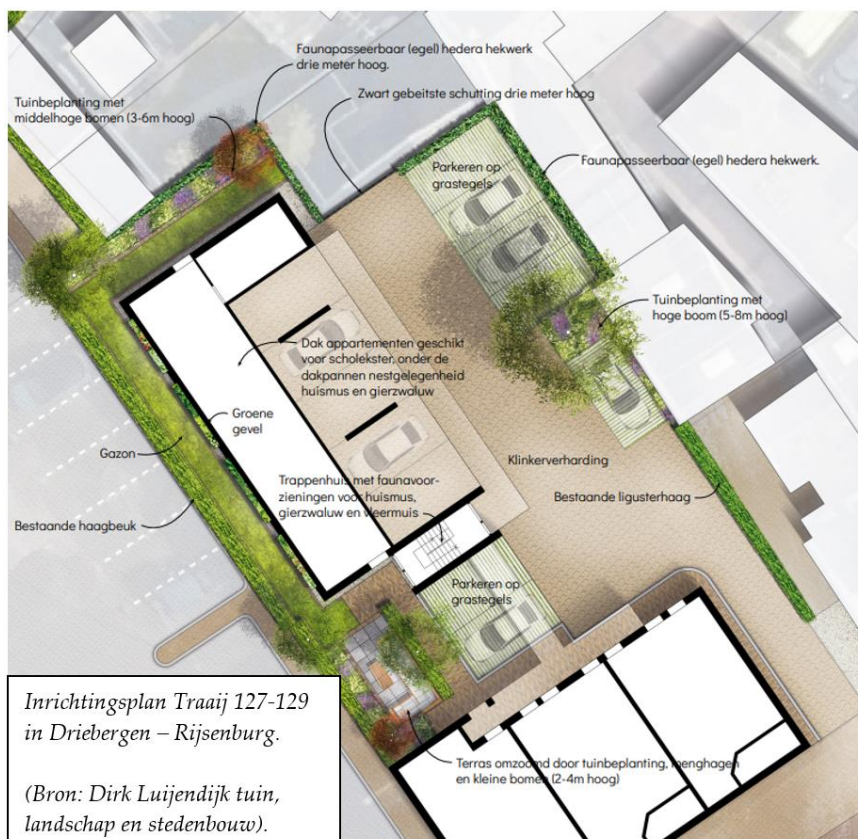 Faunapasseerbaar (egel) hedera hekwerk
drie meter hoog.
Zwart gebeitste schutting drie meter hoog
Tuinbeplanting met
middelhoge bomen (3-6m hoog)
Parkeren op
grastegels
Faunapasseerbaar (egel) hedera hekwerk.
Tuinbeplanting met
hoge boom (5-8m hoog)
Dak appartementen geschikt
voor scholekster, onder de
dakpannen nestgelegenheid
huismus en gierzwaluw
Groene
gevel
Gazon
Klinkerverharding
Trappenhuis met faunavoor-
zieningen voor huismus,
gierzwaluw en vleermuis
Bestaande ligusterhaag
Bestaande haagbeuk
Parkeren op
grastegels
Terras omzoomd door tuinbeplanting, menghagen
en kleine bomen (2-4m hoog)
Inrichtingsplan Traaij 127-129
in Driebergen – Rijsenburg.
(Bron: Dirk Luijendijk tuin,
landschap en stedenbouw).